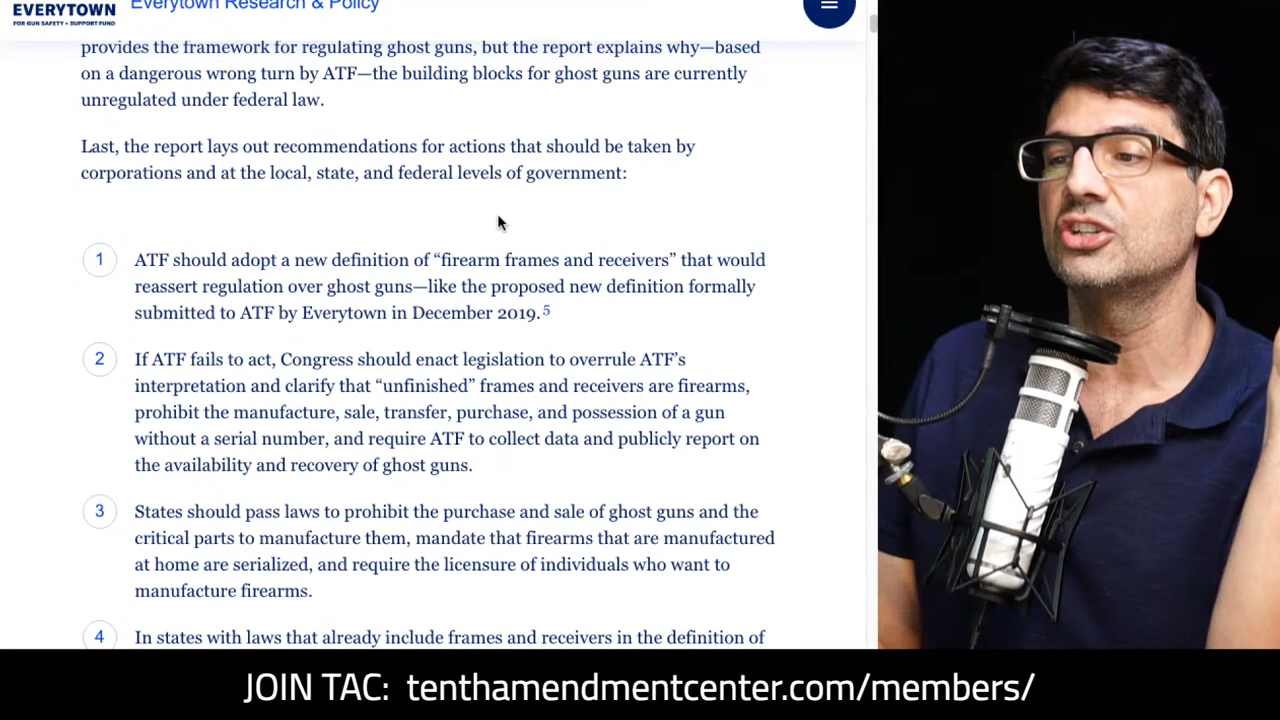 EVERYTOWN
FOR GUN SAFETY • SUPPORT FUND
Everytown Research & Policy
provides the framework for regulating ghost guns, but the report explains why—based
on a dangerous wrong turn by ATF—the building blocks for ghost guns are currently
unregulated under federal law.
Last, the report lays out recommendations for actions that should be taken by
corporations and at the local, state, and federal levels of government:
1 ATF should adopt a new definition of “firearm frames and receivers” that would
reassert regulation over ghost guns—like the proposed new definition formally
submitted to ATF by Everytown in December 2019.5
2 If ATF fails to act, Congress should enact legislation to overrule ATF’s
interpretation and clarify that “unfinished” frames and receivers are firearms,
prohibit the manufacture, sale, transfer, purchase, and possession of a gun
without a serial number, and require ATF to collect data and publicly report on
the availability and recovery of ghost guns.
3 States should pass laws to prohibit the purchase and sale of ghost guns and the
critical parts to manufacture them, mandate that firearms that are manufactured
at home are serialized, and require the licensure of individuals who want to
manufacture firearms.
4 In states with laws that already include frames and receivers in the definition of
JOIN TAC: tenthamendmentcenter.com/members/